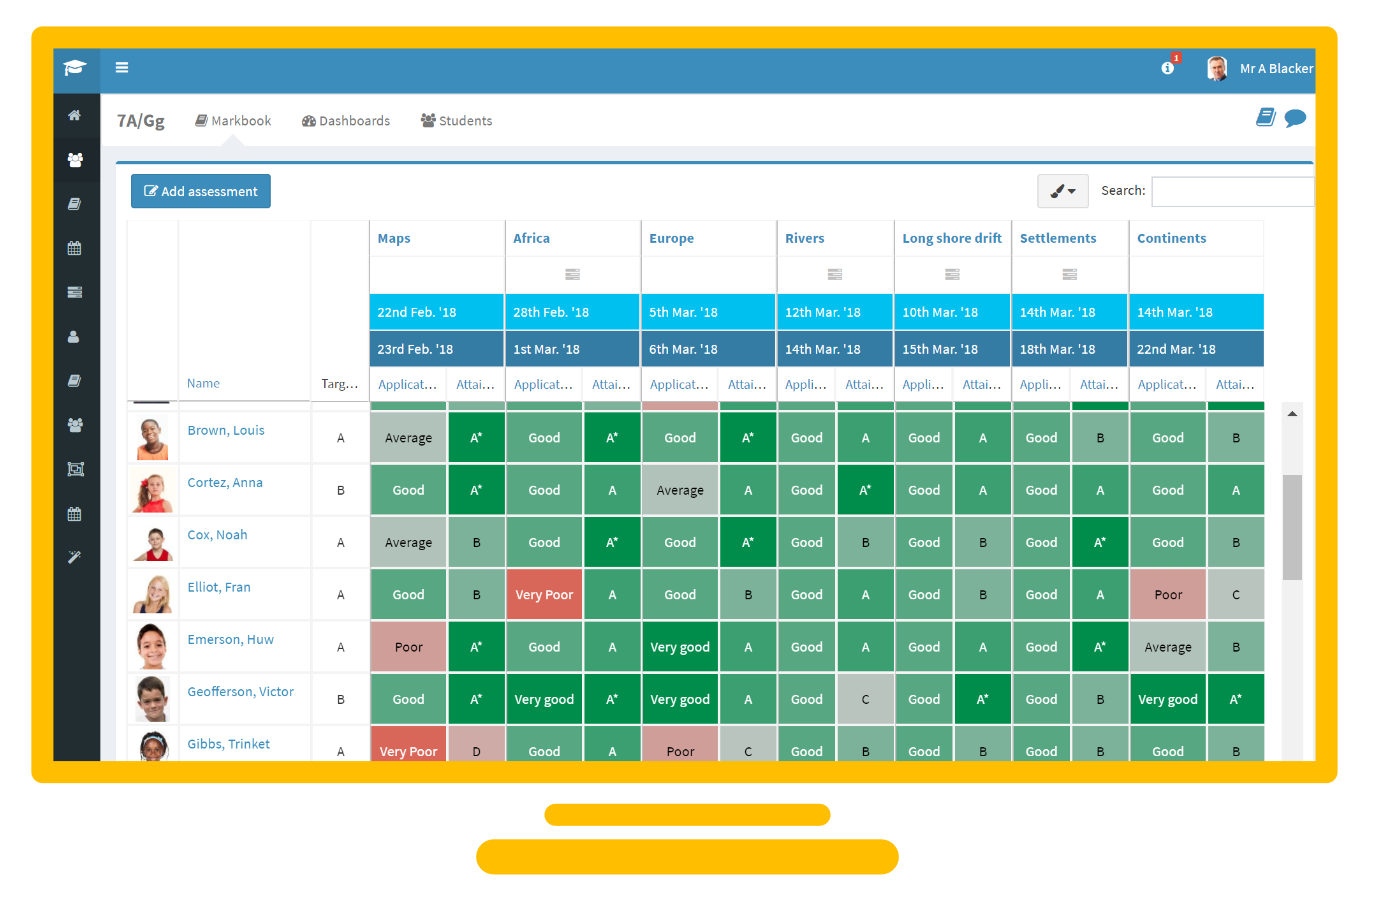 1
Mr A Blacker
7A/Gg Markbook Dashboards Students
Add assessment Search:
Maps Africa Europe Rivers Long shore drift Settlements Continents
22nd Feb. '18 28th Feb. '18 5th Mar. '18 12th Mar. '18 10th Mar. '18 14th Mar. '18 14th Mar. '18
23rd Feb. '18 1st Mar. '18 6th Mar. '18 14th Mar. '18 15th Mar. '18 18th Mar. '18 22nd Mar. '18
Name Targ... Applicat... Attai... Applicat... Attai... Applicat... Attai... Appli... Attai... Appli... Attai... Appli... Attai... Applicat... Attai...
Brown, Louis A Average A* Good A* Good A* Good A Good A Good B Good B
Cortez, Anna B Good A* Good A Average A Good A* Good A Good A Good A
Cox, Noah A Average B Good A* Good A* Good B Good B Good A* Good B
Elliot, Fran A Good B Very Poor A Good B Good A Good B Good A Poor C
Emerson, Huw A Poor A* Good A Very good A Good A Good A Good A* Average B
Geofferson, Victor B Good A* Very good A* Very good A Good C Good A* Good B Very good A*
Gibbs, Trinket A Very Poor D Good A Poor C Good B Good B Good B Good B